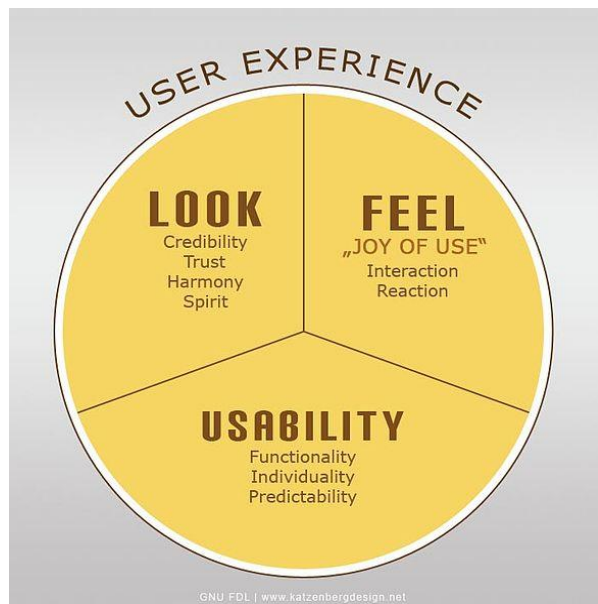 USER EXPERIENCE
LOOK
Credibility
Trust
Harmony
Spirit
FEEL
„JOY OF USE“
Interaction
Reaction
USABILITY
Functionality
Individuality
Predictability
GNU FDL | www.katzenbergdesign.net